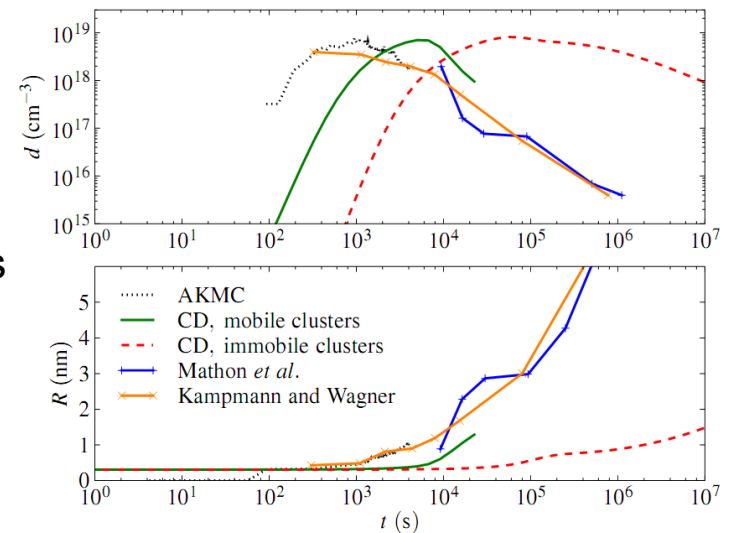 10^19
10^18
10^17
10^16
10^15
d (cm^−3)
10^0 10^1 10^2 10^3 10^4 10^5 10^6 10^7
s
5
4
3
2
1
0
R (nm)
AKMC
CD, mobile clusters
CD, immobile clusters
Mathon et al.
Kampmann and Wagner
10^0 10^1 10^2 10^3 10^4 10^5 10^6 10^7
t (s)